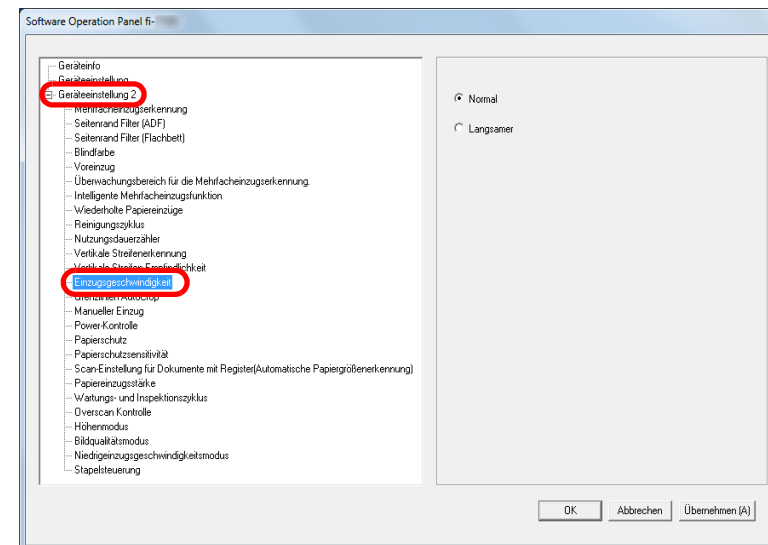 Software Operation Panel fi-
Geräteinfo
Geräteeinstellung
Geräteeinstellung 2
Mehrfacheinzugserkennung
Seitenrand Filter (ADF)
Seitenrand Filter (Flachbett)
Blindfarbe
Voreinzug
Überwachungsbereich für die Mehrfacheinzugserkennung.
Intelligente Mehrfacheinzugsfunktion
Wiederholte Papiereinzüge
Reinigungszyklus
Nutzungsdauerzähler
Vertikale Streifenerkennung
Vertikale Streifen Empfindlichkeit
Einzugsgeschwindigkeit
Grenzlinien AutoCrop
Manueller Einzug
Power-Kontrolle
Papierschutz
Papierschutzsensitivität
Scan-Einstellung für Dokumente mit Register(Automatische Papiergrößenerkennung)
Papiereinzugsstärke
Wartungs- und Inspektionszyklus
Overscan Kontrolle
Höhenmodus
Bildqualitätsmodus
Niedrigeinzugsgeschwindigkeitsmodus
Stapelsteuerung
Normal
Langsamer
OK
Abbrechen
Übernehmen (A)